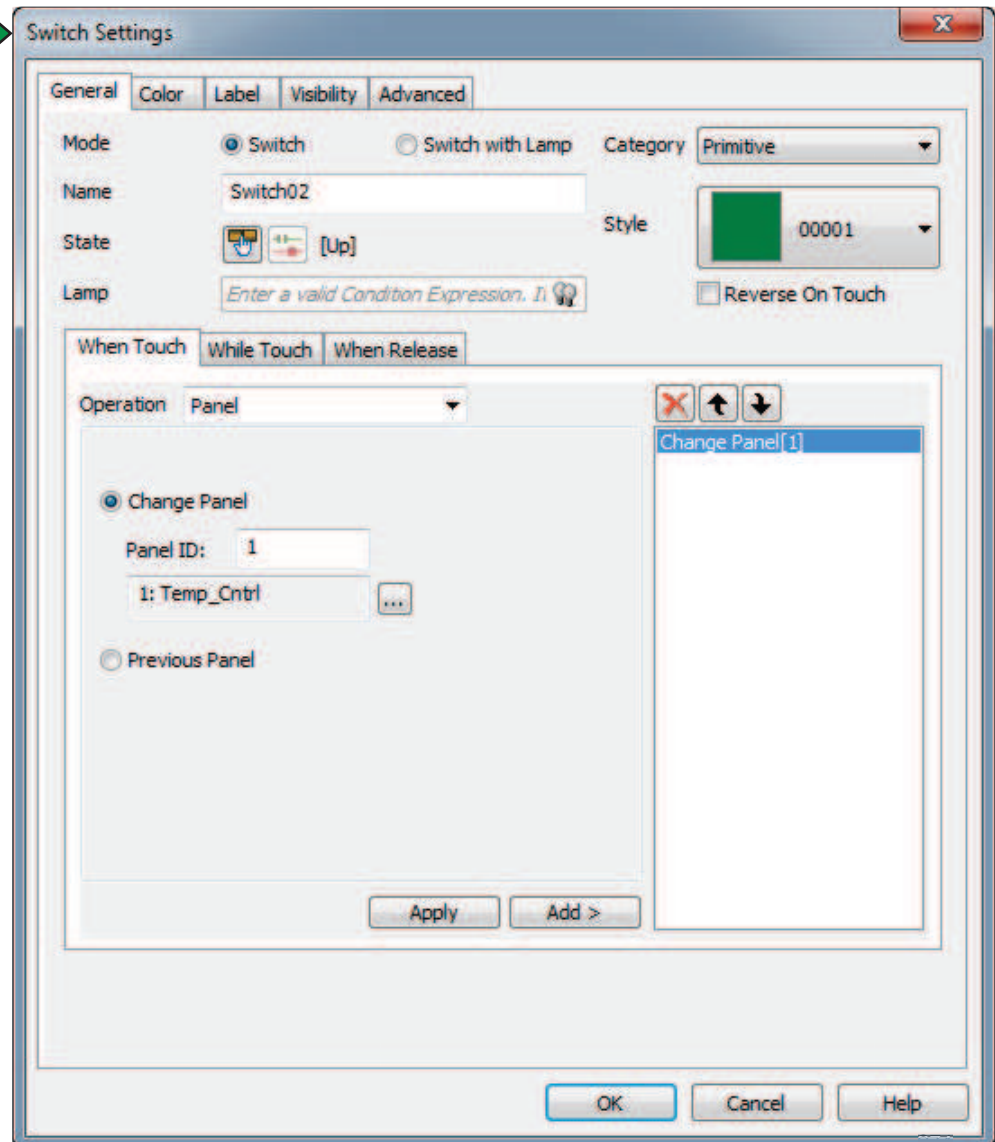 Switch Settings
General Color Label Visibility Advanced
Mode Switch Switch with Lamp Category Primitive
Name Switch02
Style 00001
State [Up]
Lamp Enter a valid Condition Expression.
Reverse On Touch
When Touch While Touch When Release
Operation Panel
Change Panel[1]
Change Panel
Panel ID: 1
1: Temp_Cntrl ...
Previous Panel
Apply Add >
OK Cancel Help